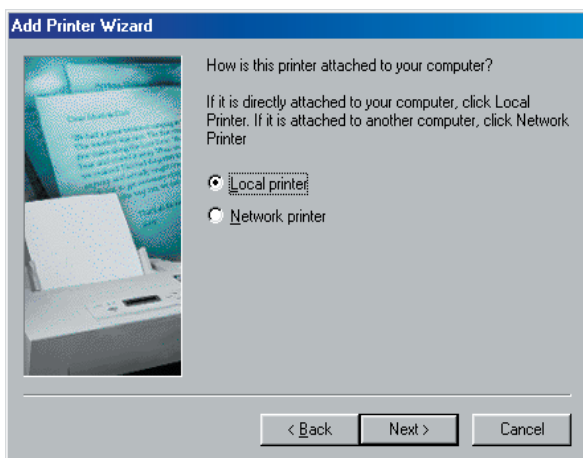 Add Printer Wizard
How is this printer attached to your computer?
If it is directly attached to your computer, click Local
Printer. If it is attached to another computer, click Network
Printer
Local printer
Network printer
< Back
Next >
Cancel